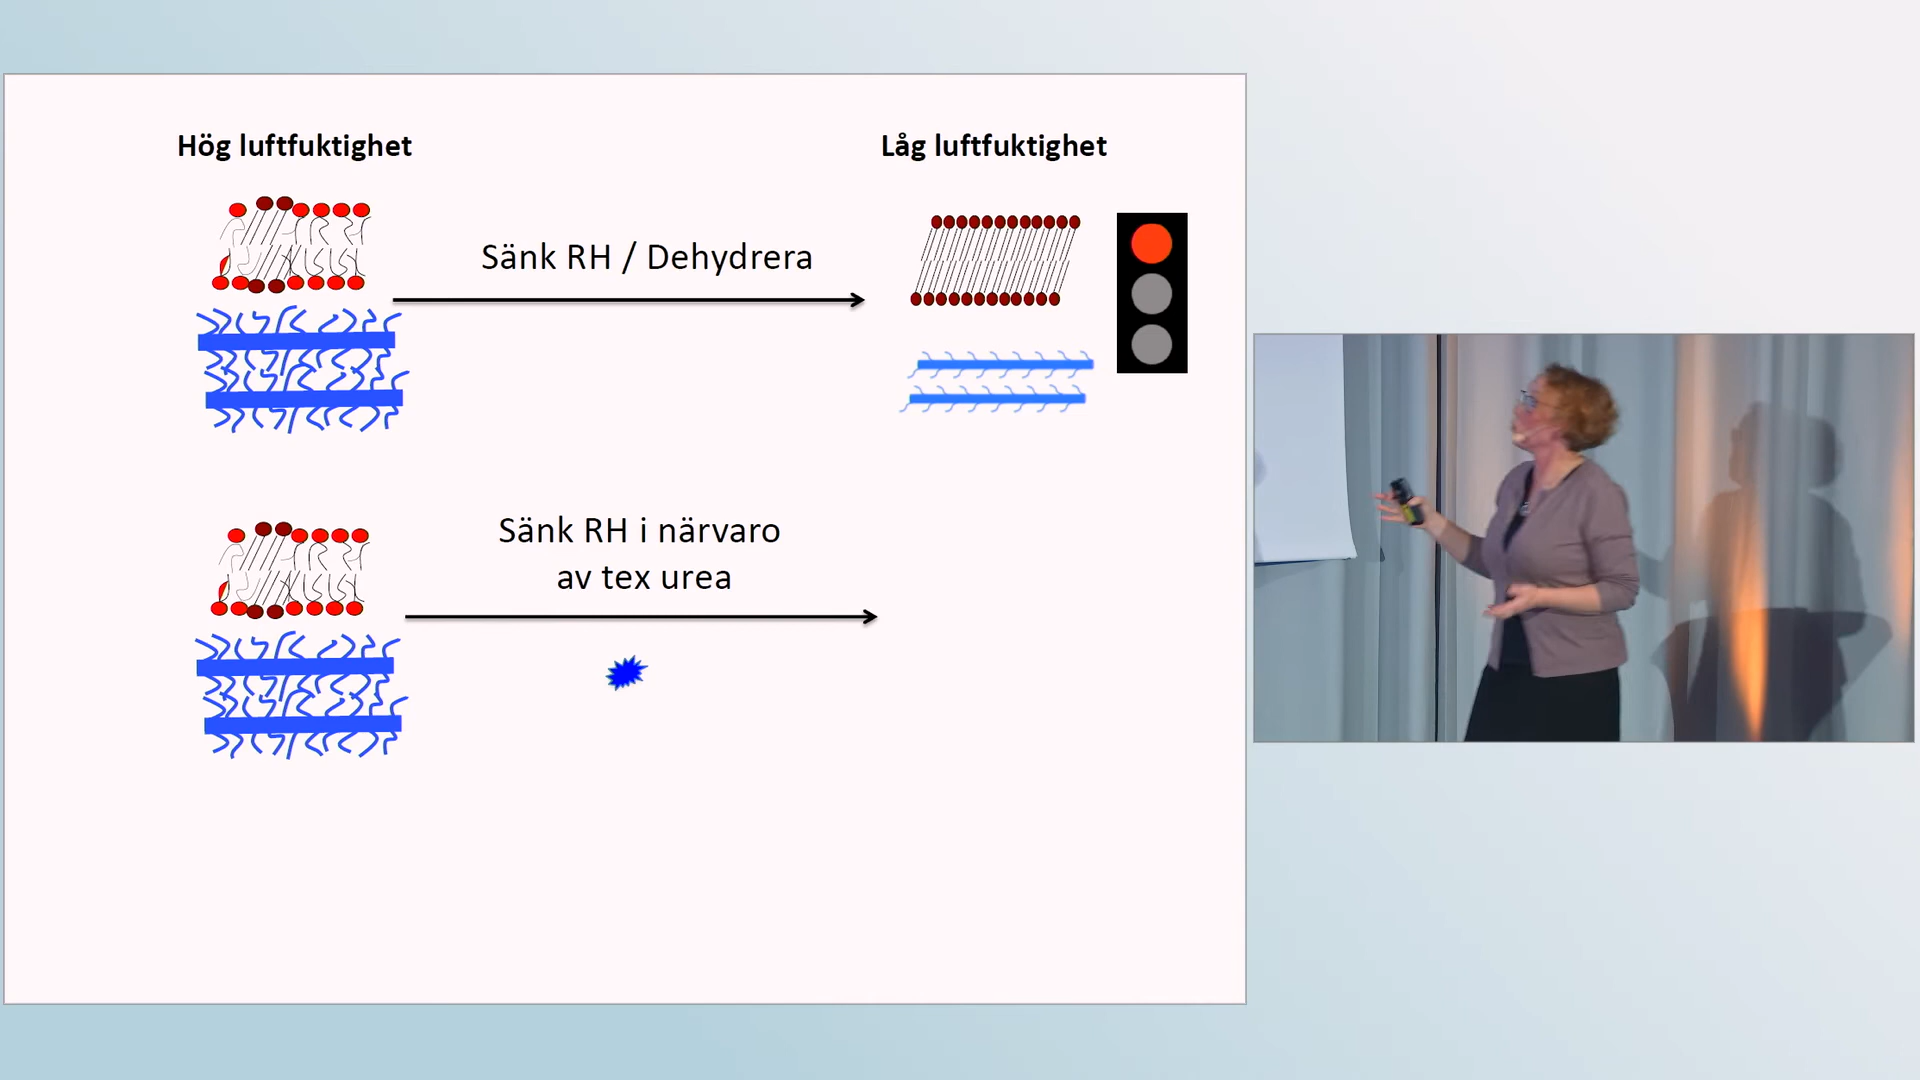 Hög luftfuktighet
Låg luftfuktighet
Sänk RH / Dehydrera
Sänk RH i närvaro
av tex urea